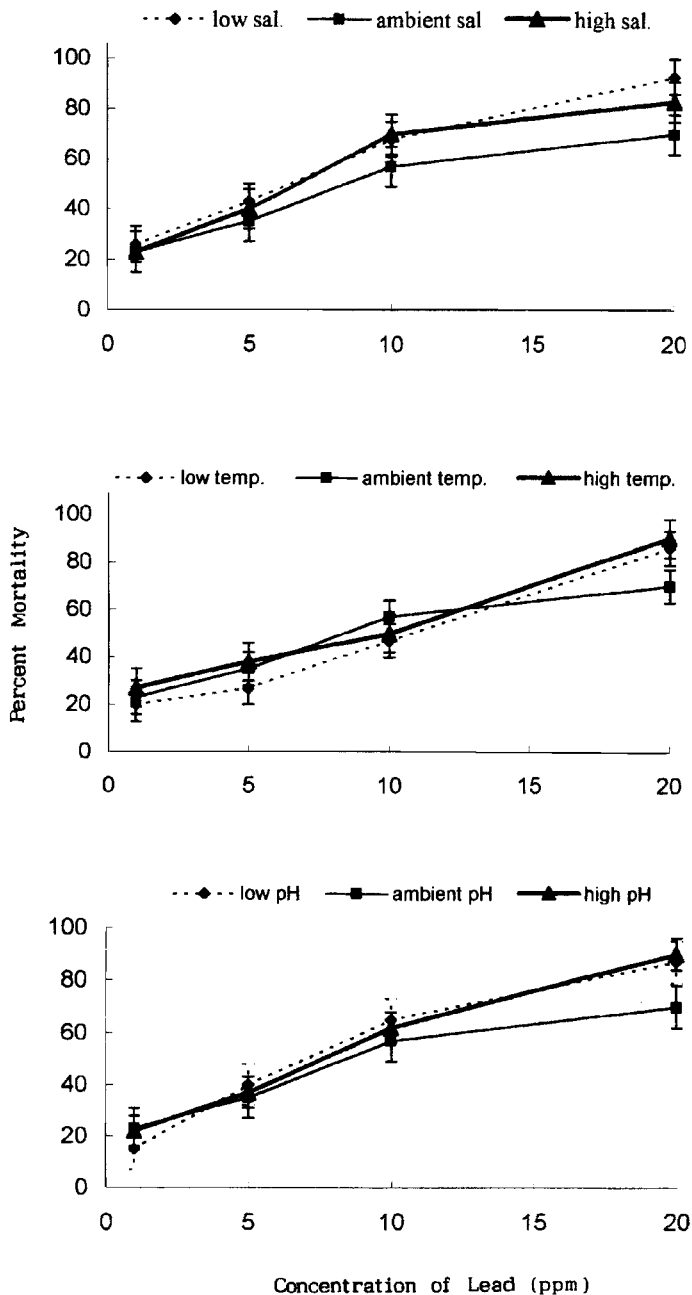 low sal. ambient sal high sal.
100
80
60
40
20
0
0 5 10 15 20
low temp. ambient temp. high temp.
100
80
60
40
20
0
0 5 10 15 20
Percent Mortality
low pH ambient pH high pH
100
80
60
40
20
0
0 5 10 15 20
Concentration of Lead (ppm)